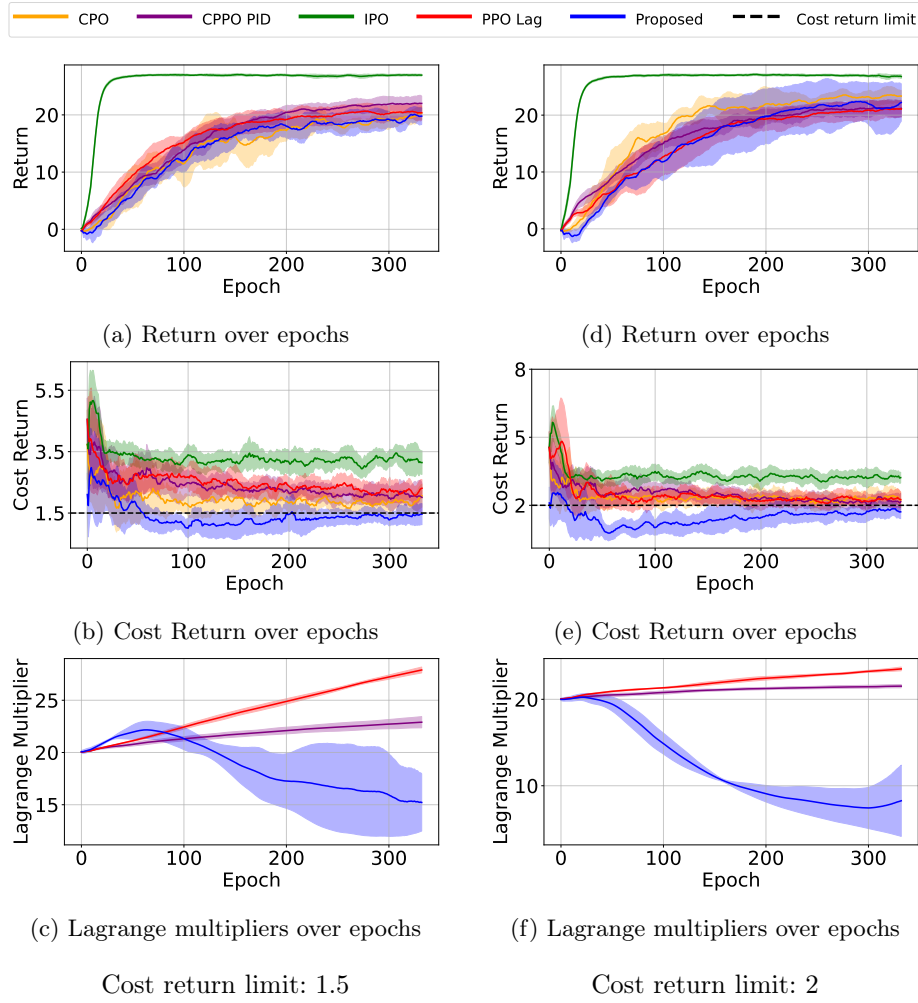 CPO CPPO PID IPO PPO Lag Proposed Cost return limit
Return
20
10
0
0 100 200 300
Epoch
(a) Return over epochs
Return
20
10
0
0 100 200 300
Epoch
(d) Return over epochs
Cost Return
5.5
3.5
1.5
0 100 200 300
Epoch
(b) Cost Return over epochs
Cost Return
8
5
2
0 100 200 300
Epoch
(e) Cost Return over epochs
Lagrange Multiplier
25
20
15
0 100 200 300
Epoch
(c) Lagrange multipliers over epochs
Lagrange Multiplier
20
10
0 100 200 300
Epoch
(f) Lagrange multipliers over epochs
Cost return limit: 1.5
Cost return limit: 2